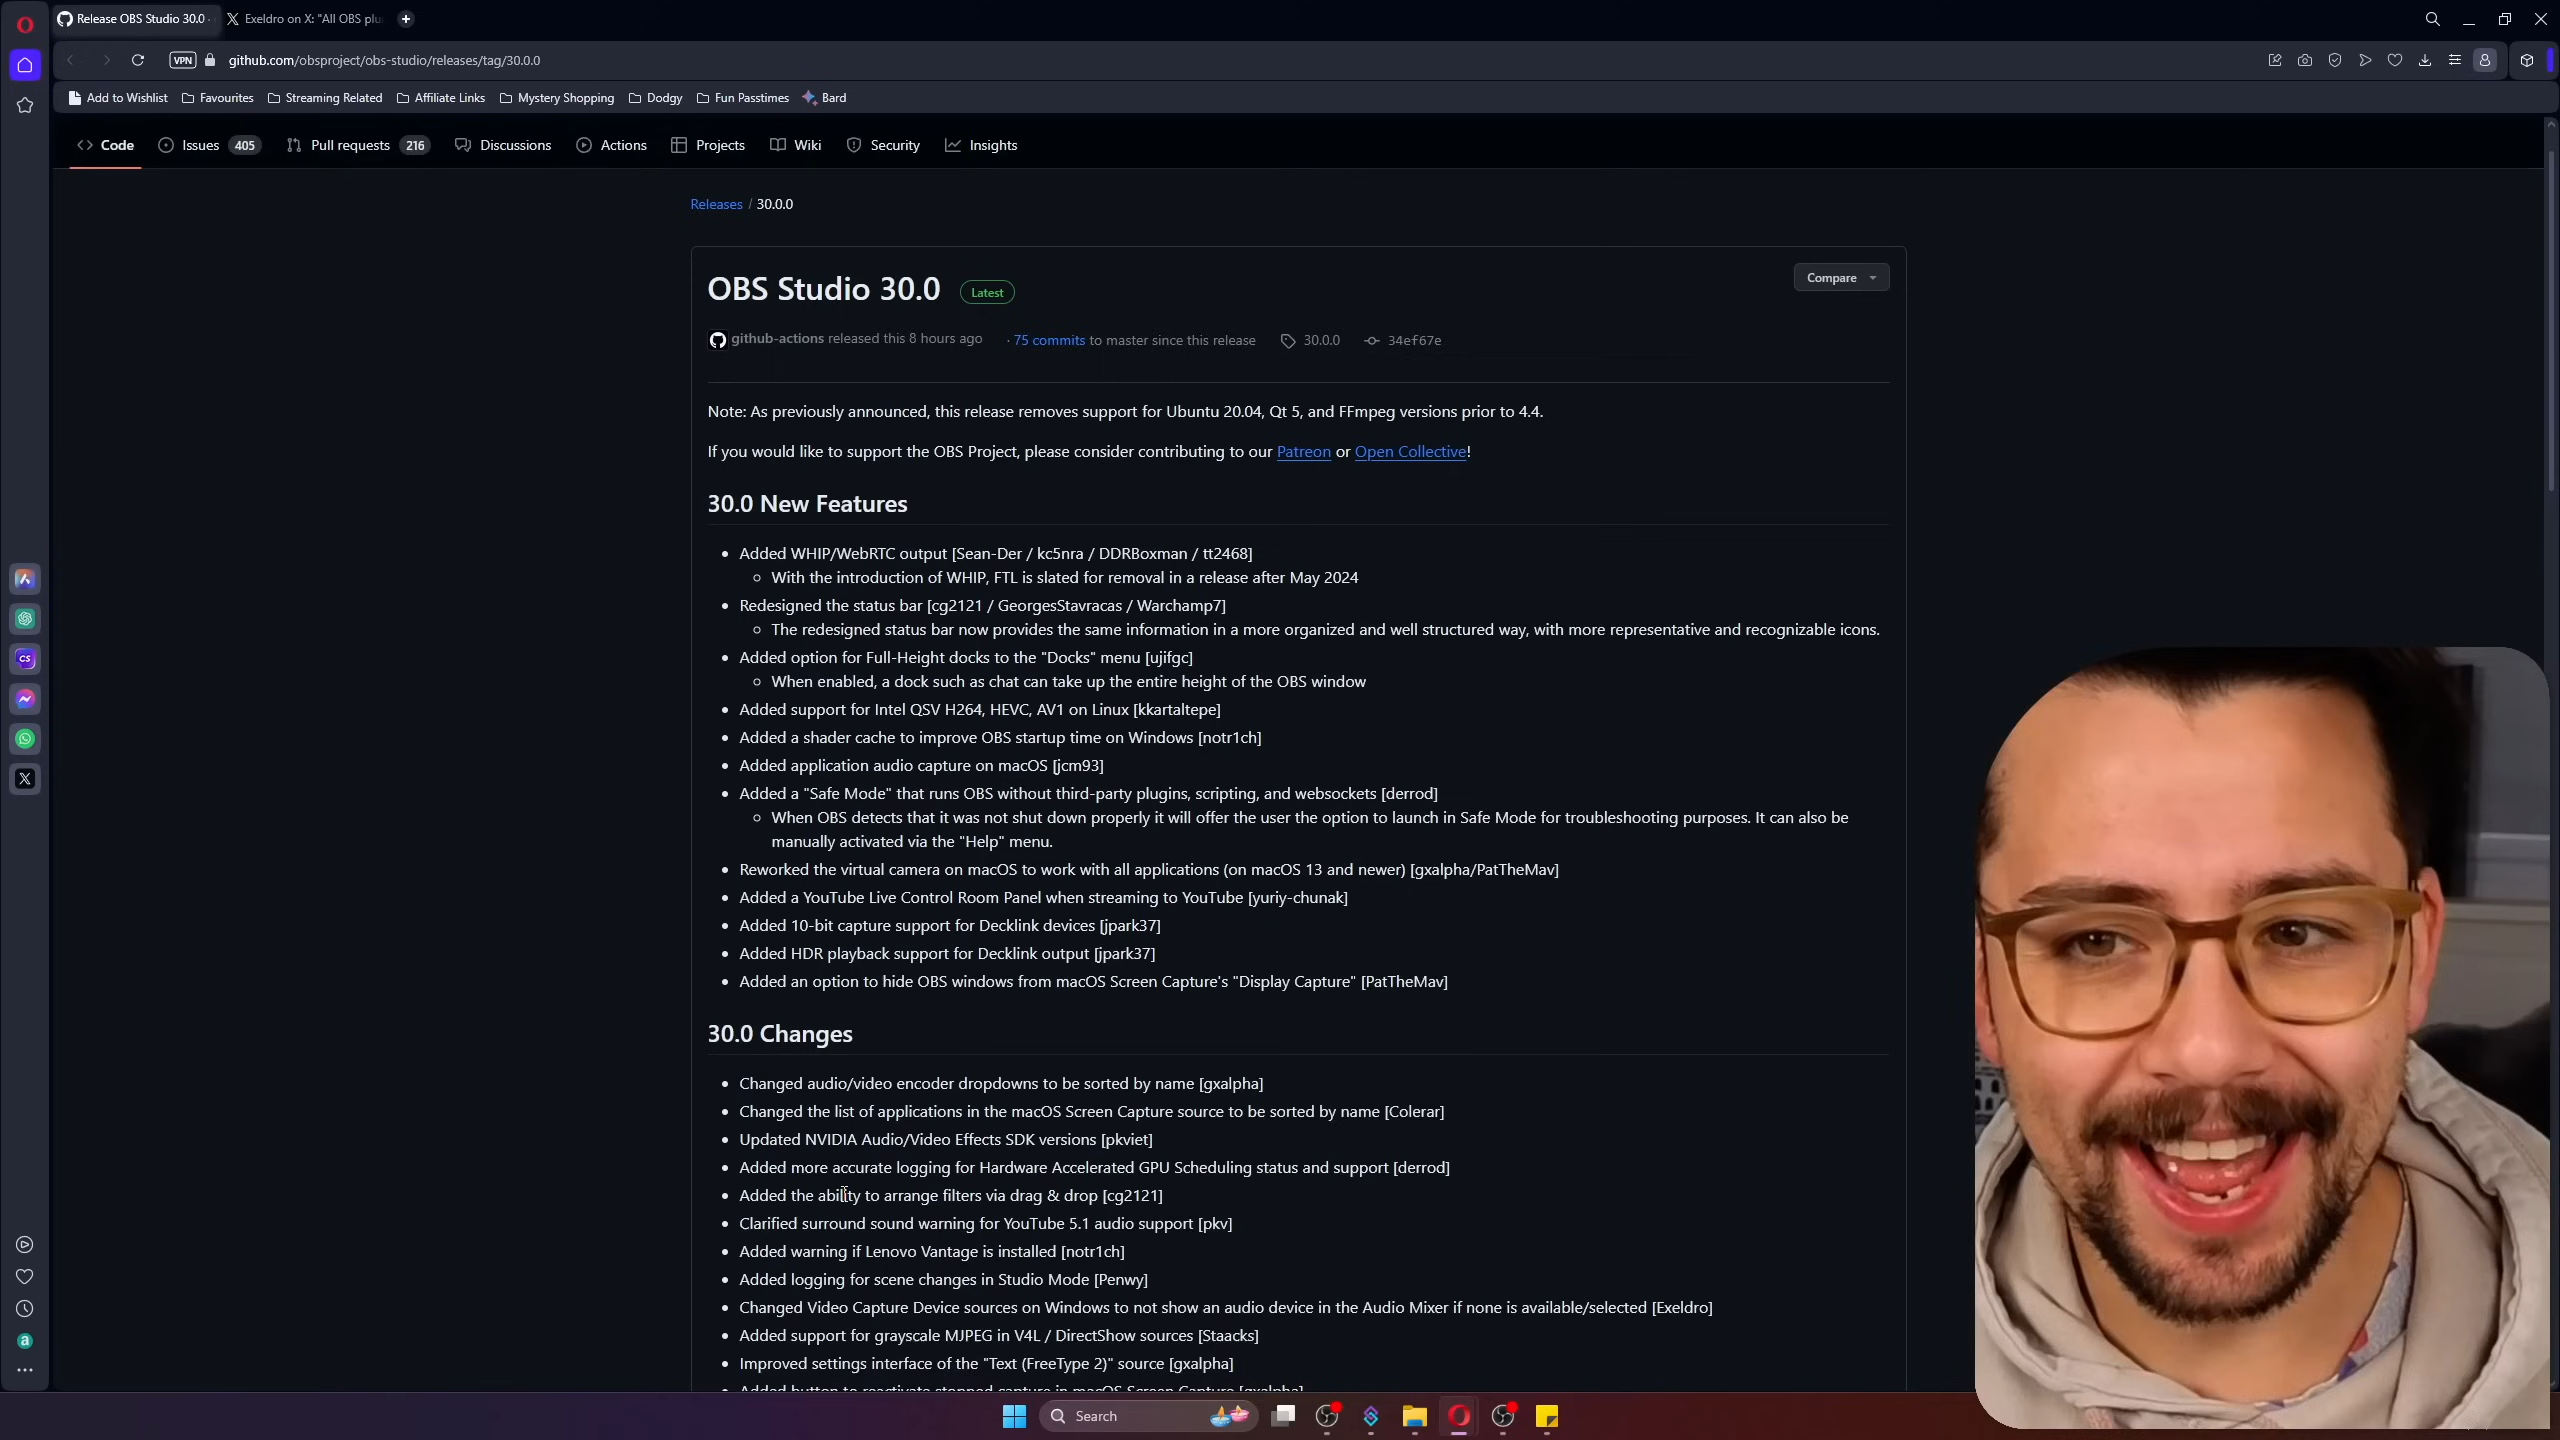 Release OBS Studio 30.0 ·
Exeldro on X: "All OBS plu
VPN
github.com/obsproject/obs-studio/releases/tag/30.0.0
Add to Wishlist
Favourites
Streaming Related
Affiliate Links
Mystery Shopping
Dodgy
Fun Passtimes
Bard
Code
Issues 405
Pull requests 216
Discussions
Actions
Projects
Wiki
Security
Insights
Releases / 30.0.0
OBS Studio 30.0 Latest
Compare
github-actions released this 8 hours ago · 75 commits to master since this release 30.0.0 34ef67e
Note: As previously announced, this release removes support for Ubuntu 20.04, Qt 5, and FFmpeg versions prior to 4.4.
If you would like to support the OBS Project, please consider contributing to our Patreon or Open Collective!
30.0 New Features
Added WHIP/WebRTC output [Sean-Der / kc5nra / DDRBoxman / tt2468]
With the introduction of WHIP, FTL is slated for removal in a release after May 2024
Redesigned the status bar [cg2121 / GeorgesStavracas / Warchamp7]
The redesigned status bar now provides the same information in a more organized and well structured way, with more representative and recognizable icons.
Added option for Full-Height docks to the "Docks" menu [ujifgc]
When enabled, a dock such as chat can take up the entire height of the OBS window
Added support for Intel QSV H264, HEVC, AV1 on Linux [kkartaltepe]
Added a shader cache to improve OBS startup time on Windows [notr1ch]
Added application audio capture on macOS [jcm93]
Added a "Safe Mode" that runs OBS without third-party plugins, scripting, and websockets [derrod]
When OBS detects that it was not shut down properly it will offer the user the option to launch in Safe Mode for troubleshooting purposes. It can also be
manually activated via the "Help" menu.
Reworked the virtual camera on macOS to work with all applications (on macOS 13 and newer) [gxalpha/PatTheMav]
Added a YouTube Live Control Room Panel when streaming to YouTube [yuriy-chunak]
Added 10-bit capture support for Decklink devices [jpark37]
Added HDR playback support for Decklink output [jpark37]
Added an option to hide OBS windows from macOS Screen Capture's "Display Capture" [PatTheMav]
30.0 Changes
Changed audio/video encoder dropdowns to be sorted by name [gxalpha]
Changed the list of applications in the macOS Screen Capture source to be sorted by name [Colerar]
Updated NVIDIA Audio/Video Effects SDK versions [pkviet]
Added more accurate logging for Hardware Accelerated GPU Scheduling status and support [derrod]
Added the ability to arrange filters via drag & drop [cg2121]
Clarified surround sound warning for YouTube 5.1 audio support [pkv]
Added warning if Lenovo Vantage is installed [notr1ch]
Added logging for scene changes in Studio Mode [Penwy]
Changed Video Capture Device sources on Windows to not show an audio device in the Audio Mixer if none is available/selected [Exeldro]
Added support for grayscale MJPEG in V4L / DirectShow sources [Staacks]
Improved settings interface of the "Text (FreeType 2)" source [gxalpha]
Added button to reactivate stopped capture in macOS Screen Capture [gxalpha]
CS
a
Search